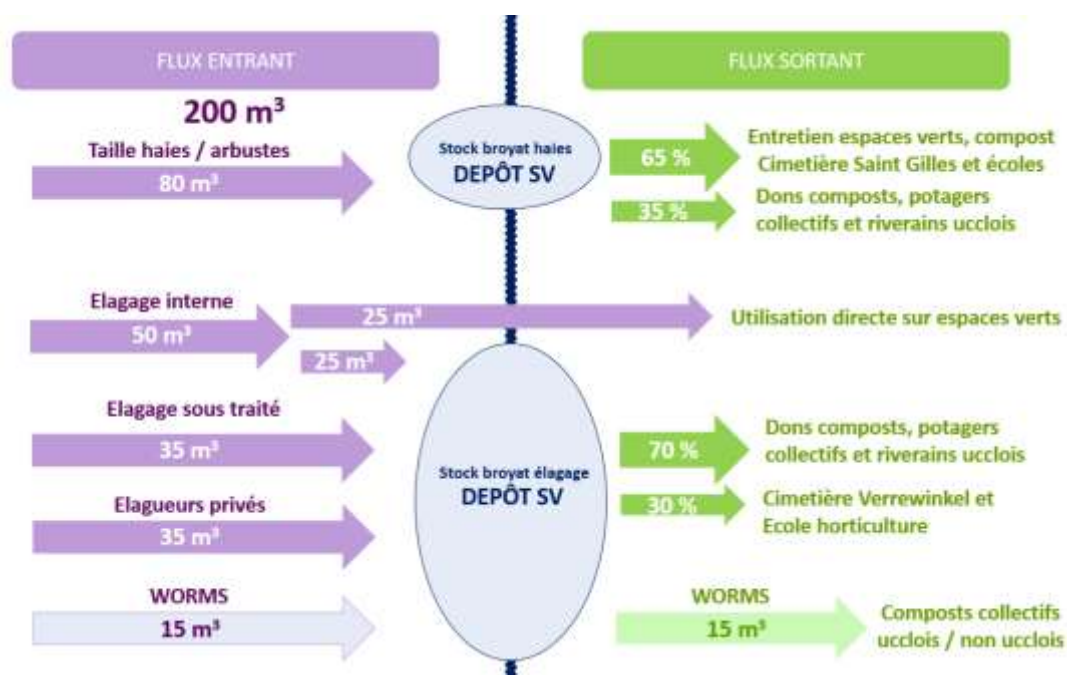 FLUX ENTRANT
FLUX SORTANT
200 m³
Taille haies / arbustes
80 m³
Stock broyat haies
DEPÔT SV
65 %
Entretien espaces verts, compost
Cimetière Saint Gilles et écoles
35 %
Dons composts, potagers
collectifs et riverains ucclois
Elagage interne
50 m³
25 m³
Utilisation directe sur espaces verts
25 m³
Elagage sous traité
35 m³
Stock broyat élagage
DEPÔT SV
70 %
Dons composts, potagers
collectifs et riverains ucclois
Elagueurs privés
35 m³
30 %
Cimetière Verrewinkel et
Ecole horticulture
WORMS
15 m³
WORMS
15 m³
Composts collectifs
ucclois / non ucclois